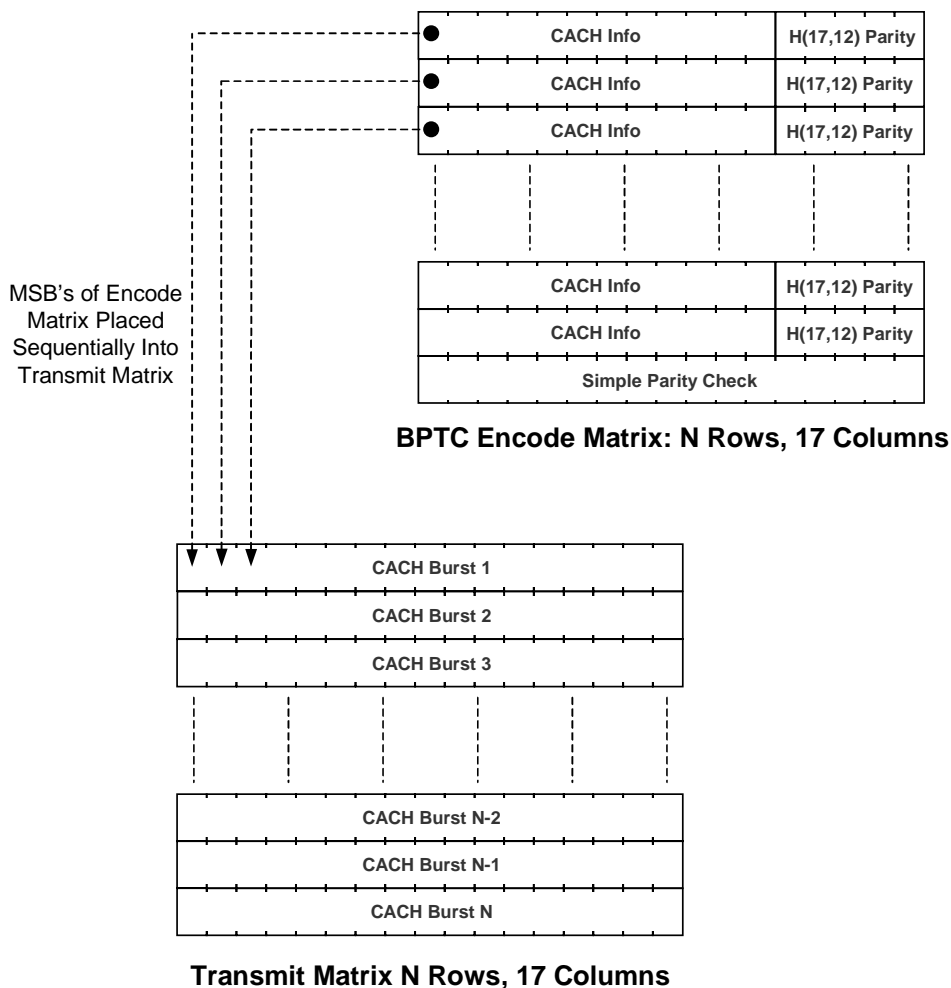 CACH Info H(17,12) Parity
CACH Info H(17,12) Parity
CACH Info H(17,12) Parity
MSB's of Encode
Matrix Placed
Sequentially Into
Transmit Matrix
CACH Info H(17,12) Parity
CACH Info H(17,12) Parity
Simple Parity Check
BPTC Encode Matrix: N Rows, 17 Columns
CACH Burst 1
CACH Burst 2
CACH Burst 3
CACH Burst N-2
CACH Burst N-1
CACH Burst N
Transmit Matrix N Rows, 17 Columns